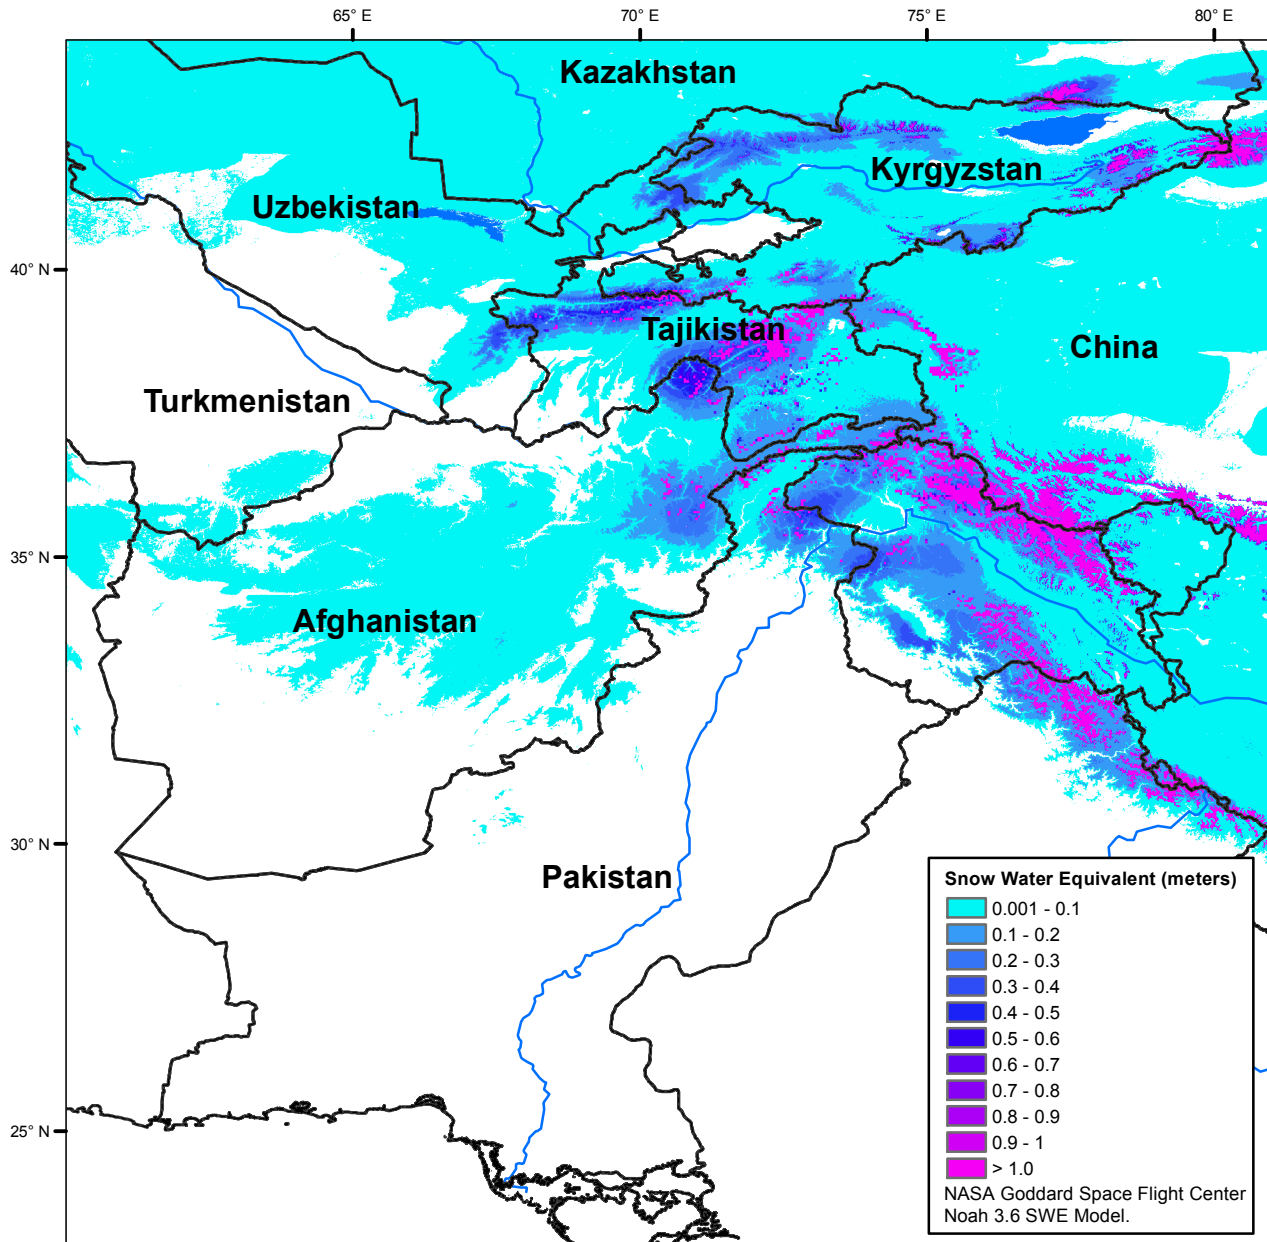 65° E
70° E
75° E
80° E
Kazakhstan
Kyrgyzstan
Uzbekistan
40° N
Tajikistan
China
Turkmenistan
35° N
Afghanistan
30° N
Pakistan
25° N
Snow Water Equivalent (meters)
0.001 - 0.1
0.1 - 0.2
0.2 - 0.3
0.3 - 0.4
0.4 - 0.5
0.5 - 0.6
0.6 - 0.7
0.7 - 0.8
0.8 - 0.9
0.9 - 1
> 1.0
NASA Goddard Space Flight Center
Noah 3.6 SWE Model.